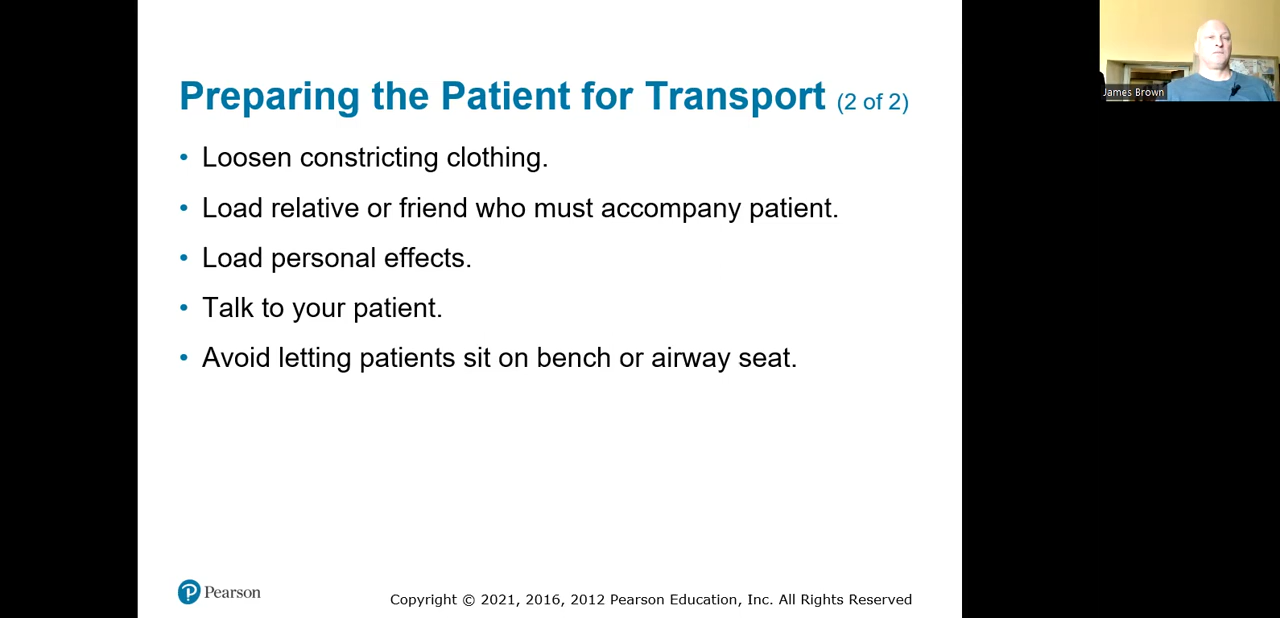 Preparing the Patient for Transport (2 of 2)
• Loosen constricting clothing.
• Load relative or friend who must accompany patient.
• Load personal effects.
• Talk to your patient.
• Avoid letting patients sit on bench or airway seat.
Pearson
Copyright © 2021, 2016, 2012 Pearson Education, Inc. All Rights Reserved
James Brown